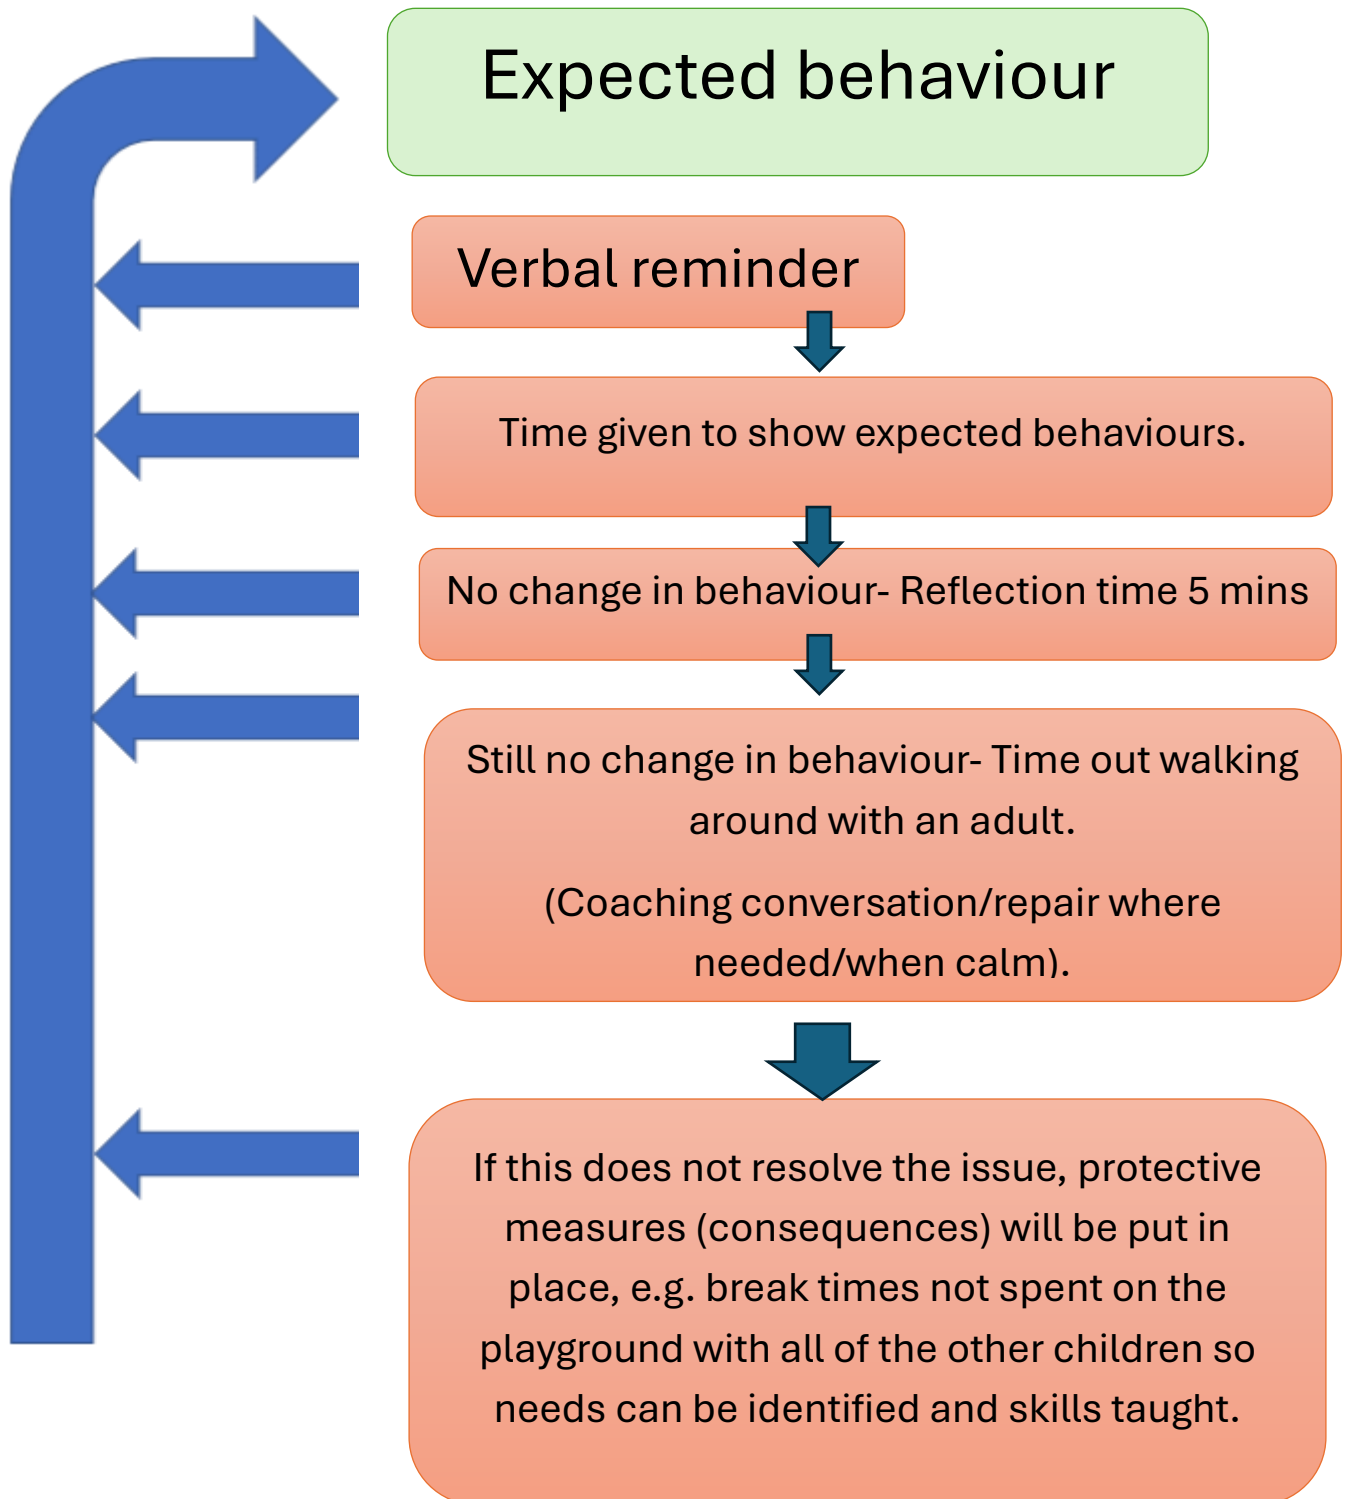 Expected behaviour
Verbal reminder
Time given to show expected behaviours.
No change in behaviour- Reflection time 5 mins
Still no change in behaviour- Time out walking
around with an adult.
(Coaching conversation/repair where
needed/when calm).
If this does not resolve the issue, protective
measures (consequences) will be put in
place, e.g. break times not spent on the
playground with all of the other children so
needs can be identified and skills taught.